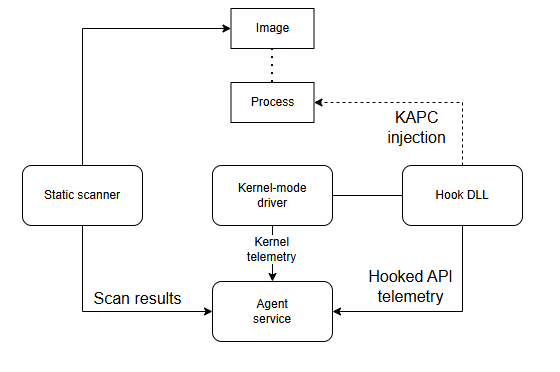 Image
Process
KAPC
injection
Static scanner
Kernel-mode
driver
Hook DLL
Kernel
telemetry
Scan results
Hooked API
telemetry
Agent
service